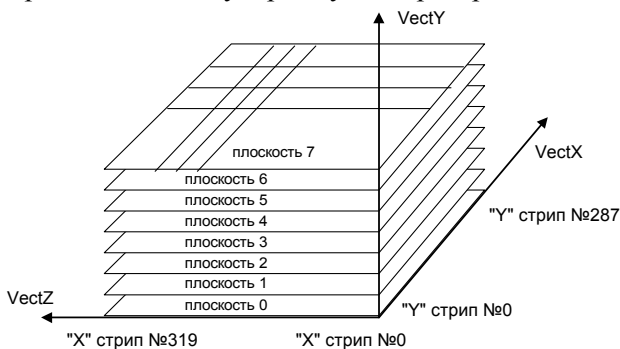 VectY
плоскость 7
VectX
плоскость 6
плоскость 5
"Y" стрип №287
плоскость 4
плоскость 3
плоскость 2
плоскость 1
VectZ
плоскость 0
"Y" стрип №0
"X" стрип №319
"X" стрип №0